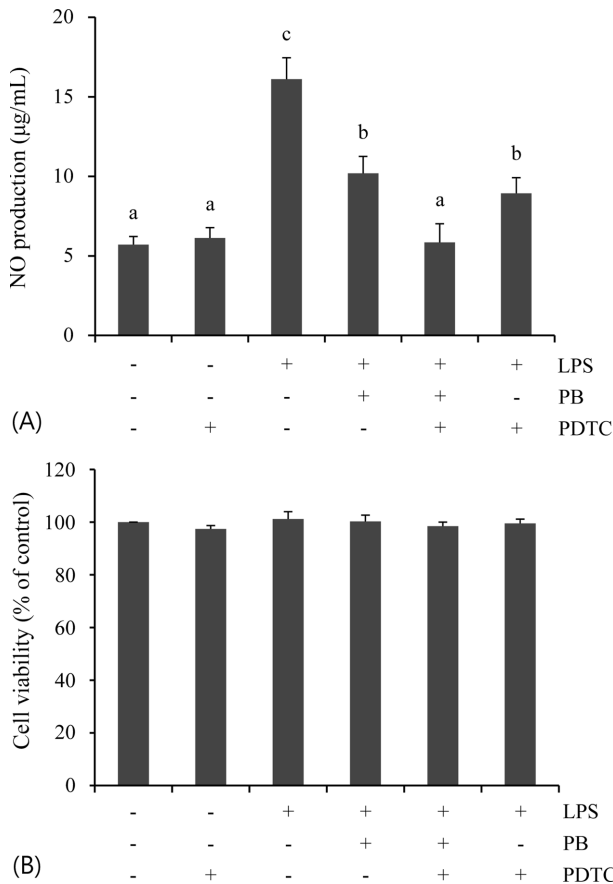 20
15
10
5
0
NO production (µg/mL)
a
a
c
b
a
b
- - + + + + LPS
- - - + + - PB
- + - - + + PDTC
(A)
120
100
80
60
40
20
0
Cell viability (% of control)
- - + + + + LPS
- - - + + - PB
- + - - + + PDTC
(B)